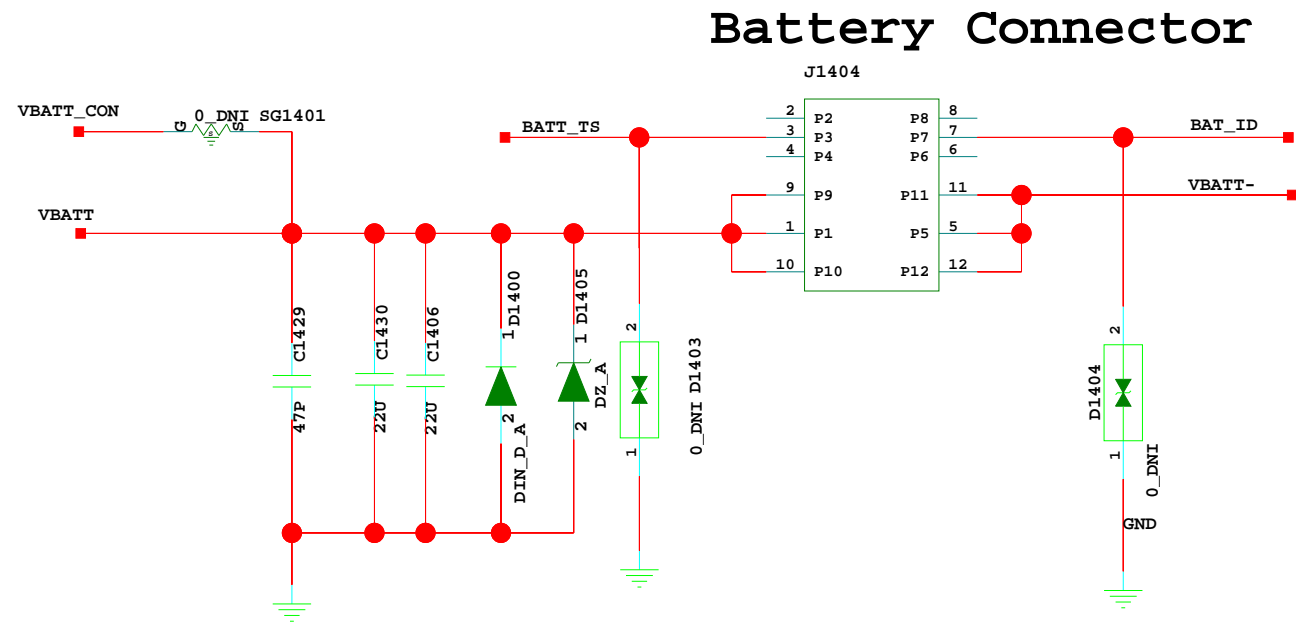 Battery Connector
J1404
VBATT_CON
G
0_DNI SG1401
S
S
BATT_TS
2 P2 P8 8
3 P3 P7 7
4 P4 P6 6
BAT_ID
9 P9 P11 11
VBATT-
VBATT
1 P1 P5 5
10 P10 P12 12
C1429
47P
C1430
22U
C1406
22U
1
D1400
2
DIN_D_A
1
D1405
DZ_A
2
2
0_DNI D1403
1
2
D1404
1
0_DNI
GND